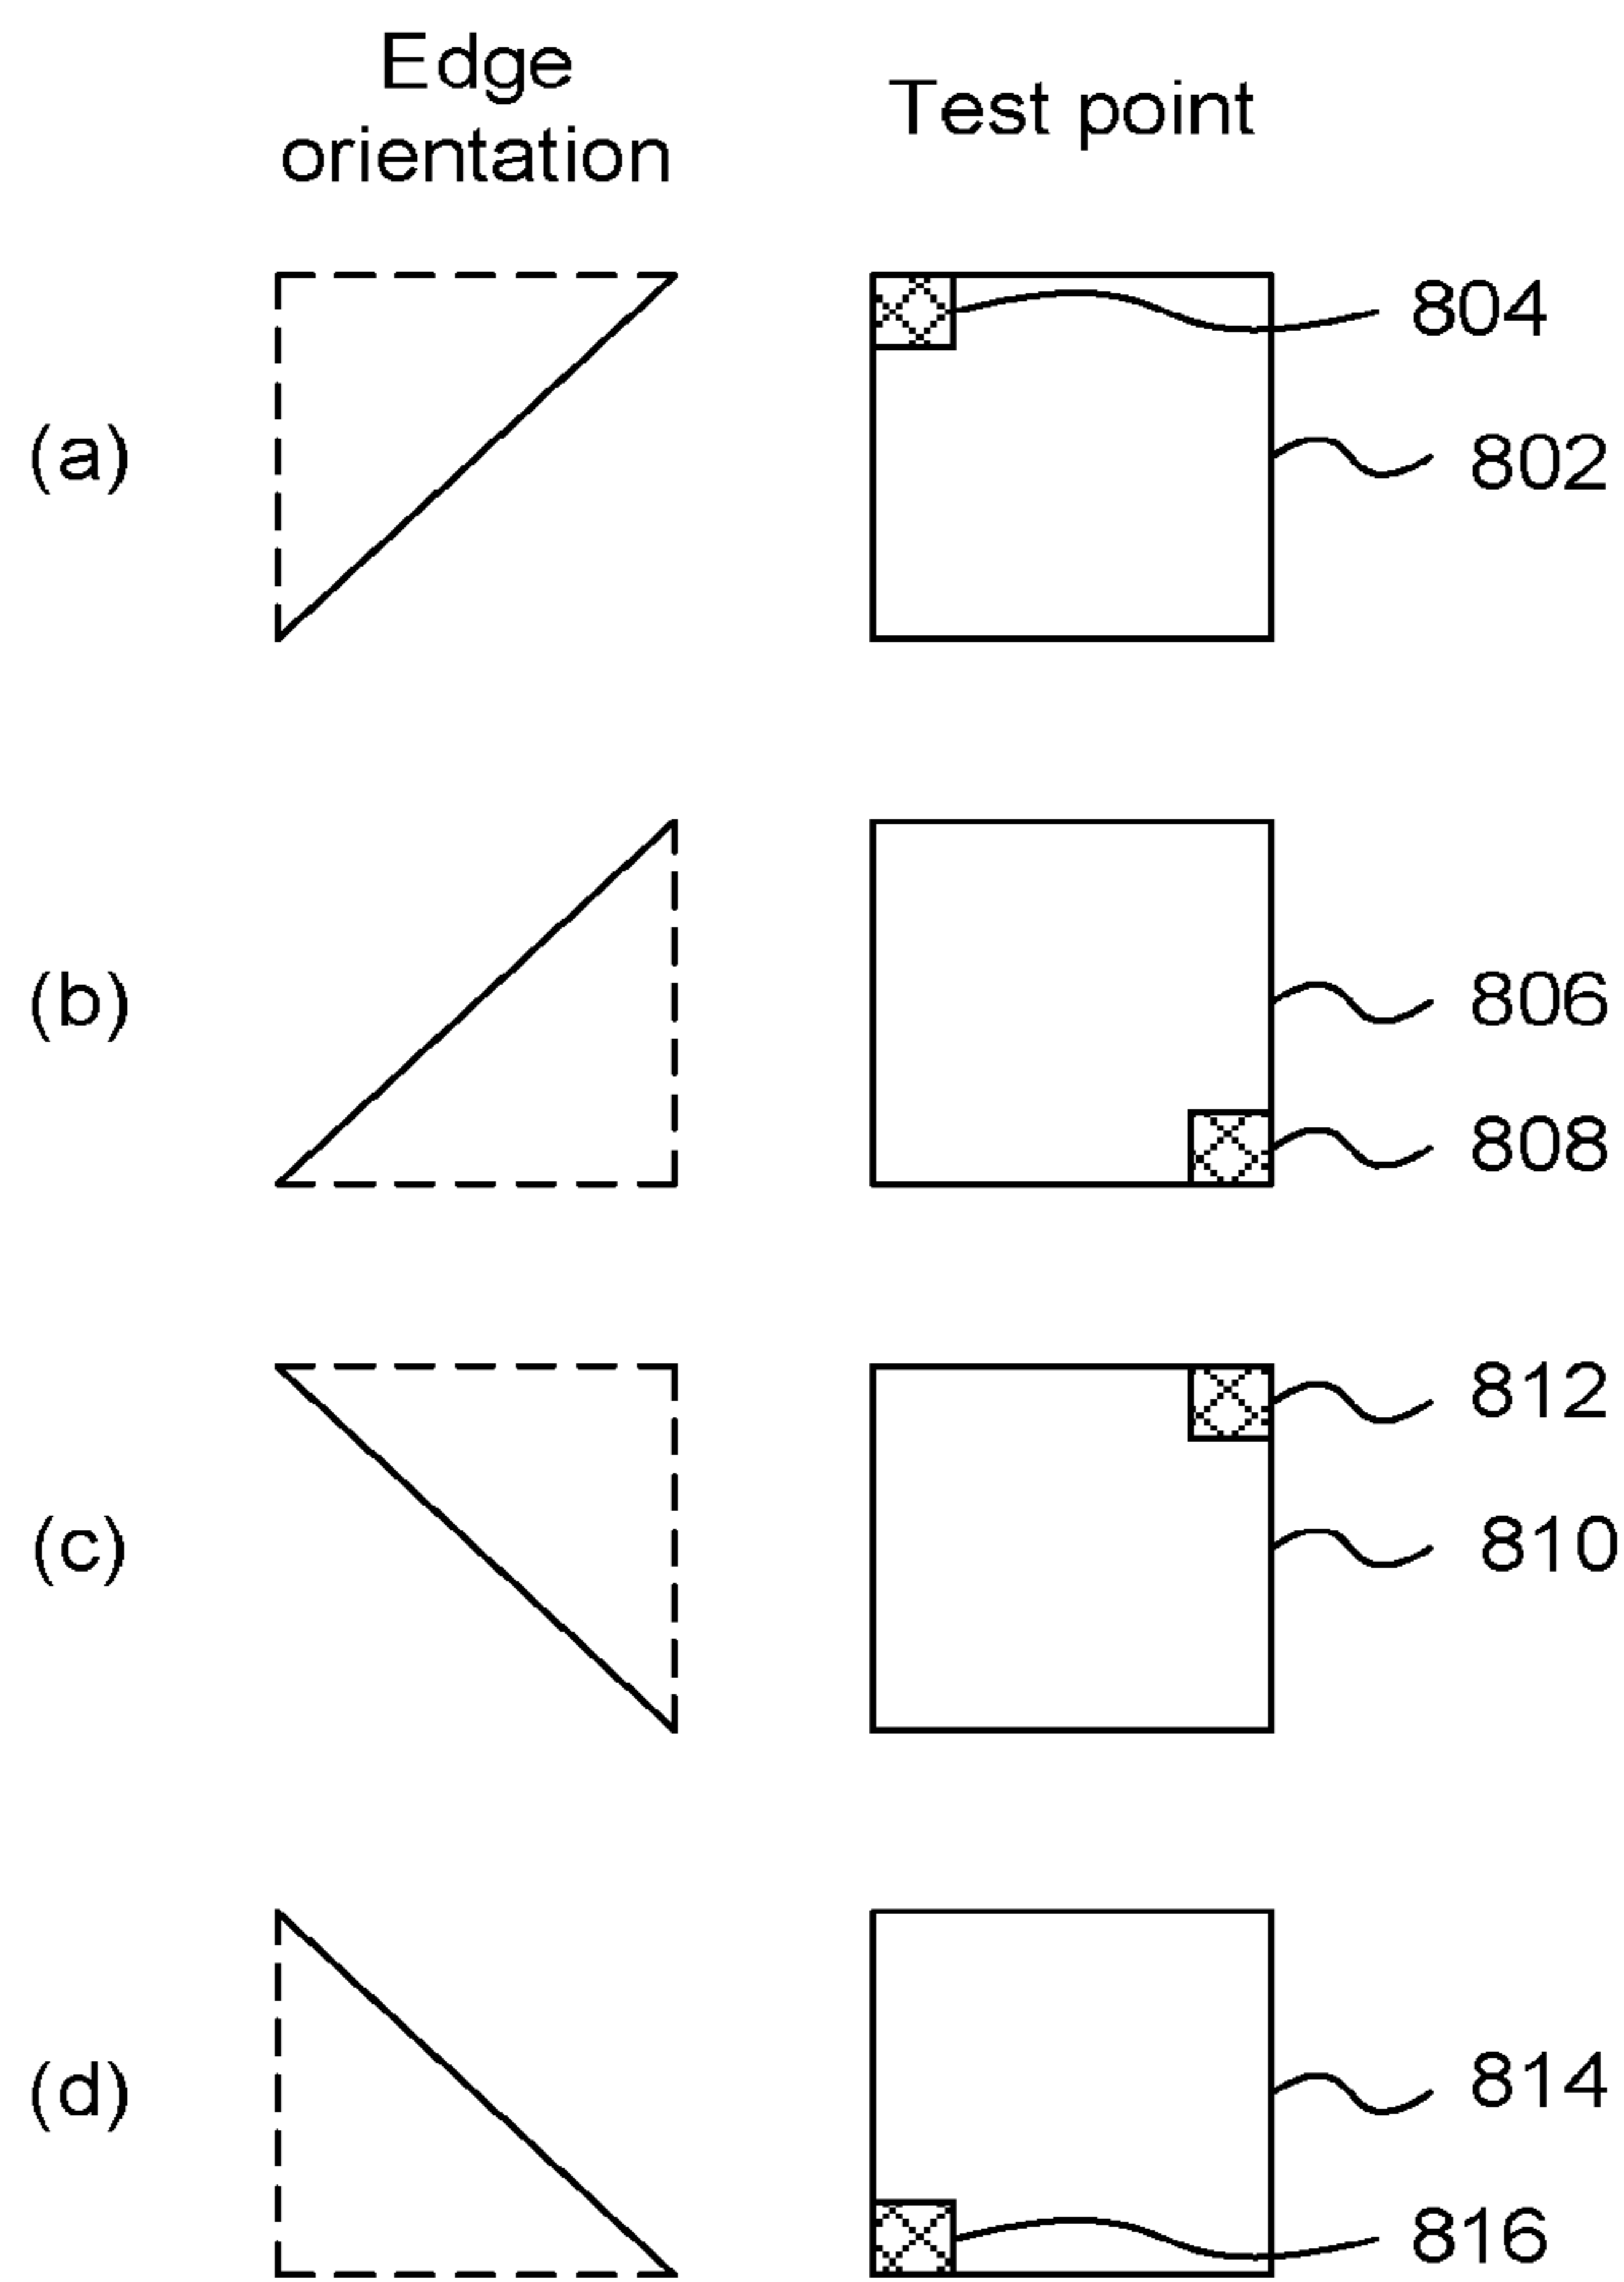 Edge
orientation
Test point
804
(a)
802
(b)
806
808
812
(c)
810
(d)
814
816